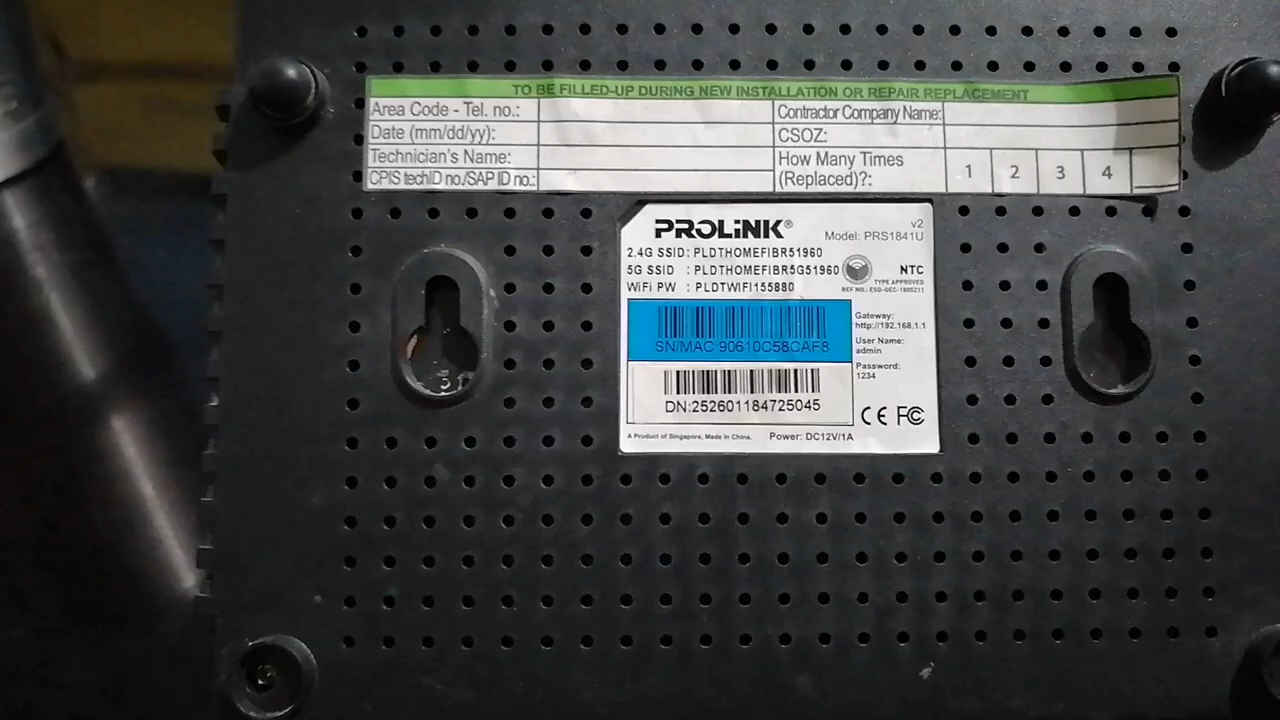 TO BE FILLED-UP DURING NEW INSTALLATION OR REPAIR REPLACEMENT
Area Code - Tel. no.: Contractor Company Name:
Date (mm/dd/yy): CSOZ:
Technician's Name: How Many Times
CPIS techID no./SAP ID no.: (Replaced)?: 1 2 3 4
PROLiNK®
v2
Model: PRS1841U
2.4G SSID: PLDTHOMEFIBR51960
5G SSID : PLDTHOMEFIBR5G51960
WiFi PW : PLDTWIFI155880
NTC
TYPE APPROVED
REF NO.: ESD-GEC-1805211
SN/MAC 90610C58CAF8
Gateway:
http://192.168.1.1
User Name:
admin
Password:
1234
DN:252601184725045
CE FC
A Product of Singapore, Made in China. Power: DC12V/1A